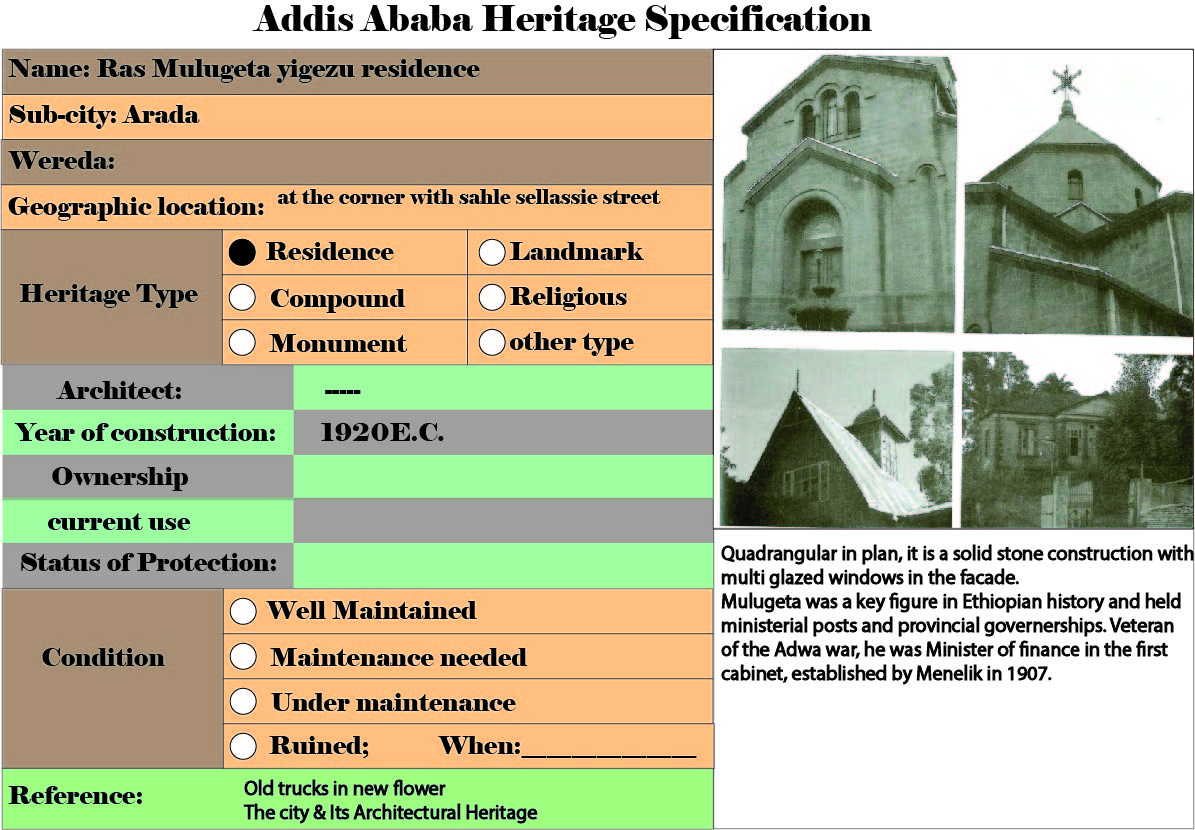 Addis Ababa Heritage Specification
Name: Ras Mulugeta yigezu residence
Sub-city: Arada
Wereda:
Geographic location: at the corner with sahle sellassie street
Heritage Type
Residence
Landmark
Compound
Religious
Monument
other type
Architect: -----
Year of construction: 1920E.C.
Ownership
current use
Status of Protection:
Condition
Well Maintained
Maintenance needed
Under maintenance
Ruined; When:______________
Reference:
Old trucks in new flower
The city & Its Architectural Heritage
Quadrangular in plan, it is a solid stone construction with
multi glazed windows in the facade.
Mulugeta was a key figure in Ethiopian history and held
ministerial posts and provincial governerships. Veteran
of the Adwa war, he was Minister of finance in the first
cabinet, established by Menelik in 1907.